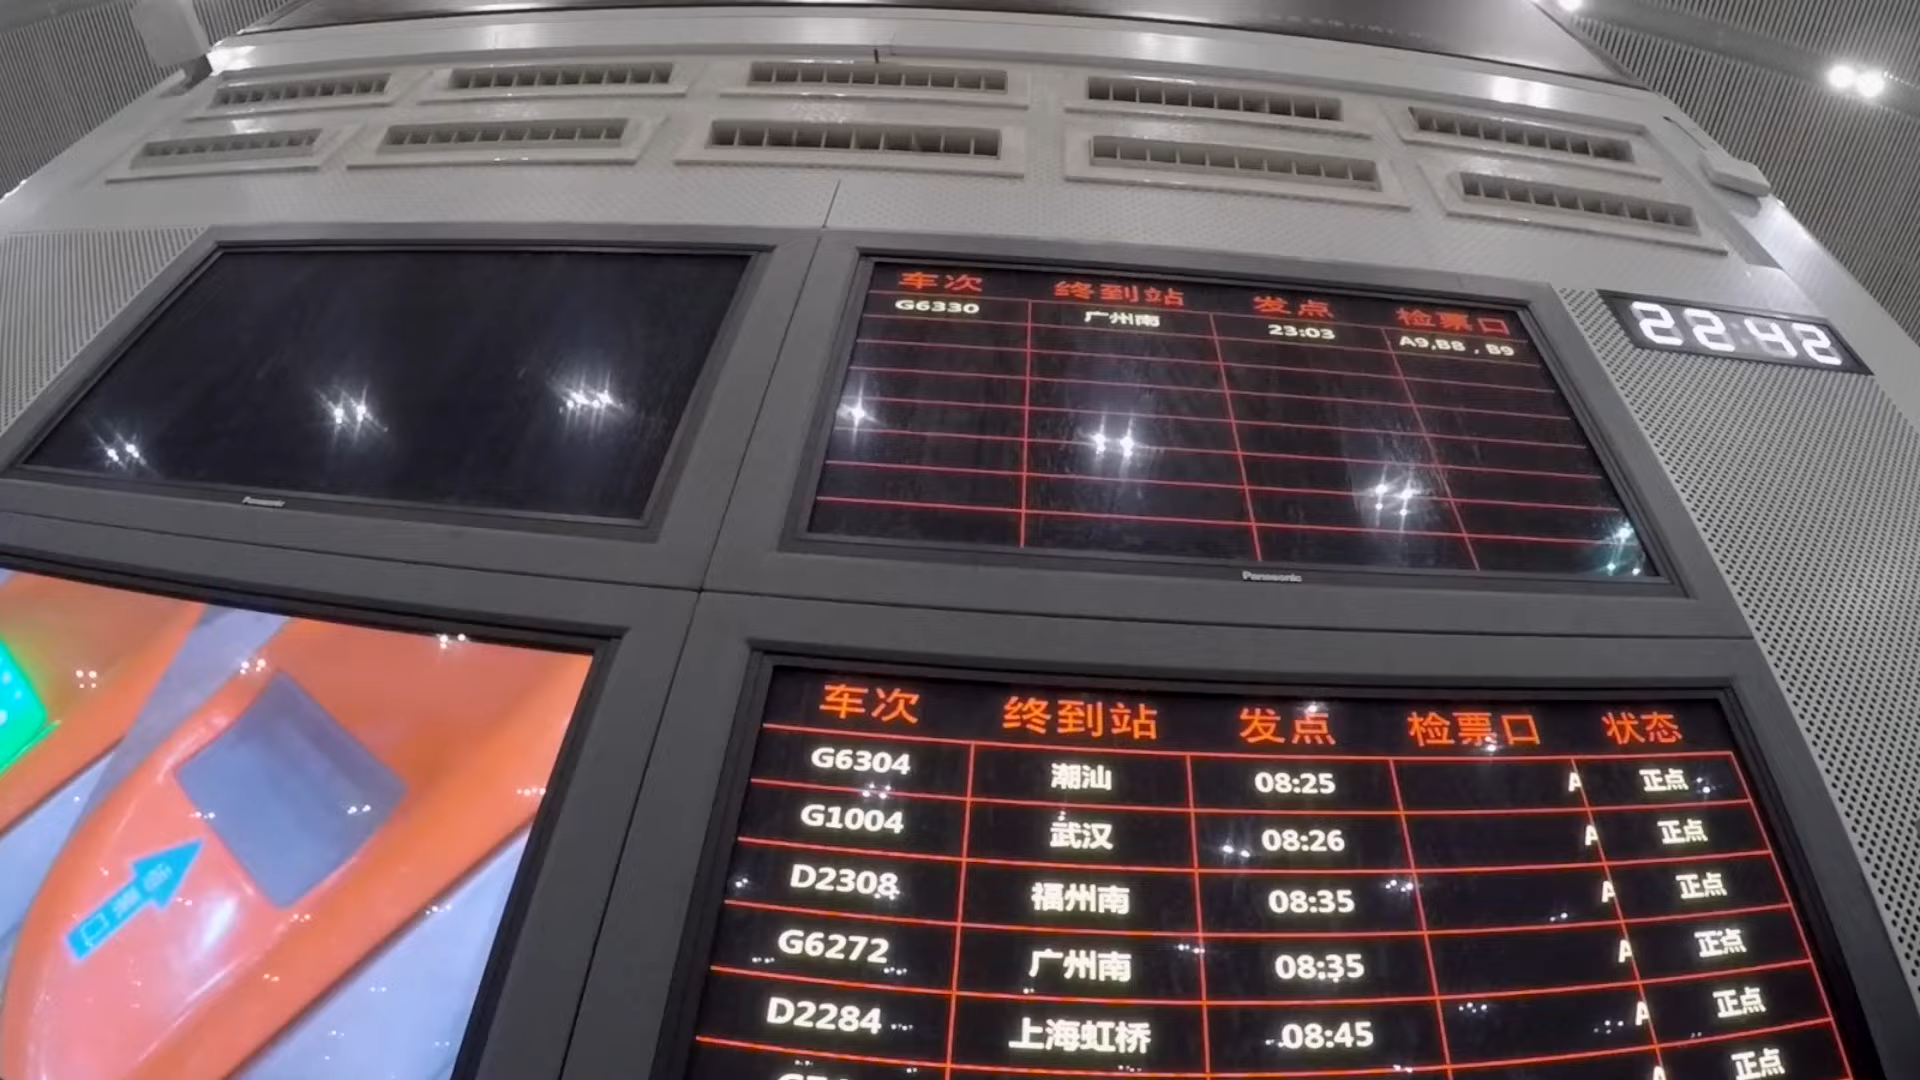 车次 终到站 发点 检票口
G6330 广州南 23:03 A9,B8 , B9
22:42
Panasonic
Panasonic
车次 终到站 发点 检票口 状态
G6304 潮汕 08:25 A 正点
G1004 武汉 08:26 A 正点
D2308 福州南 08:35 A 正点
G6272 广州南 08:35 A 正点
D2284 上海虹桥 08:45 A 正点
正点